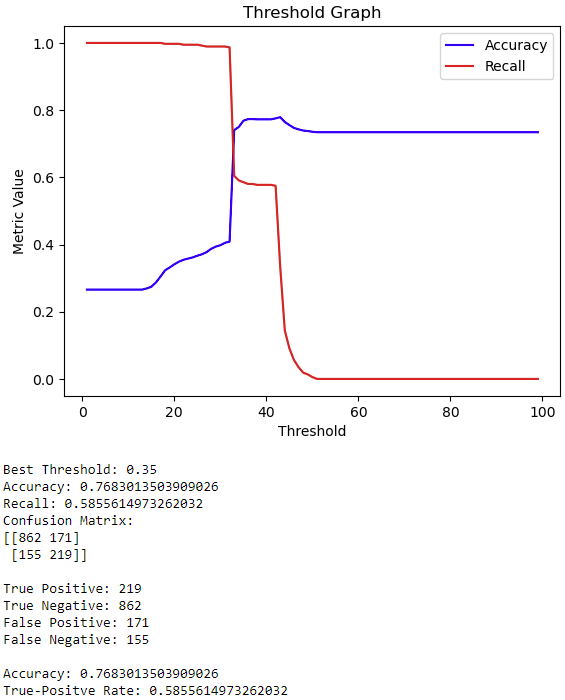 Threshold Graph
Accuracy
Recall
1.0
0.8
0.6
0.4
0.2
0.0
Metric Value
0 20 40 60 80 100
Threshold
Best Threshold: 0.35
Accuracy: 0.7683013503909026
Recall: 0.5855614973262032
Confusion Matrix:
[[862 171]
 [155 219]]
True Positive: 219
True Negative: 862
False Positive: 171
False Negative: 155
Accuracy: 0.7683013503909026
True-Positve Rate: 0.5855614973262032